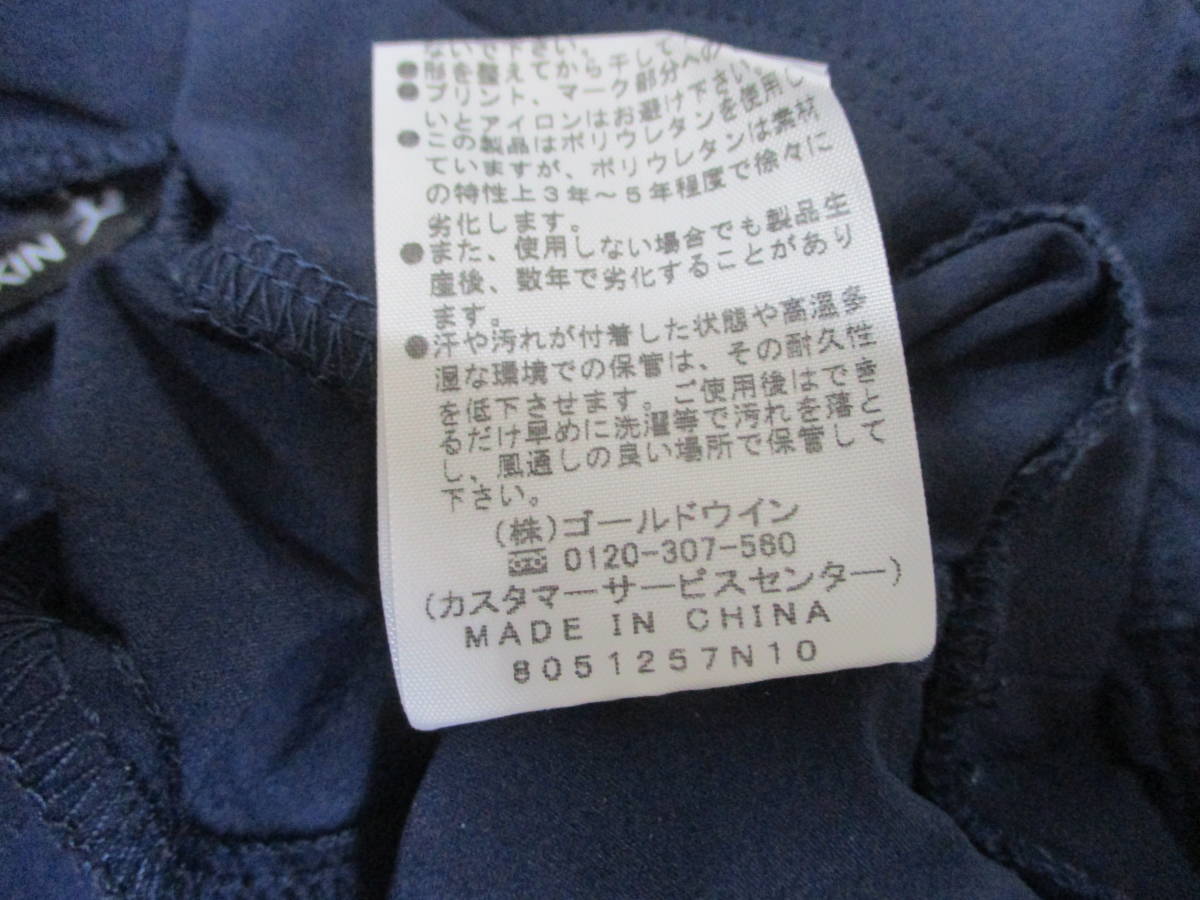 ないで下さい。
●形を整えてから干して
●プリント、マーク部分への
いとアイロンはお避け下さい。
●この製品はポリウレタンを使用し
ていますが、ポリウレタンは素材
の特性上3年～5年程度で徐々に
劣化します。
●また、使用しない場合でも製品生
産後、数年で劣化することがあり
ます。
●汗や汚れが付着した状態や高温多
湿な環境での保管は、その耐久性
を低下させます。ご使用後はでき
るだけ早めに洗濯等で汚れを落と
し、風通しの良い場所で保管して
下さい。
(株)ゴールドウイン
0120-307-560
(カスタマーサービスセンター)
MADE IN CHINA
8051257N10